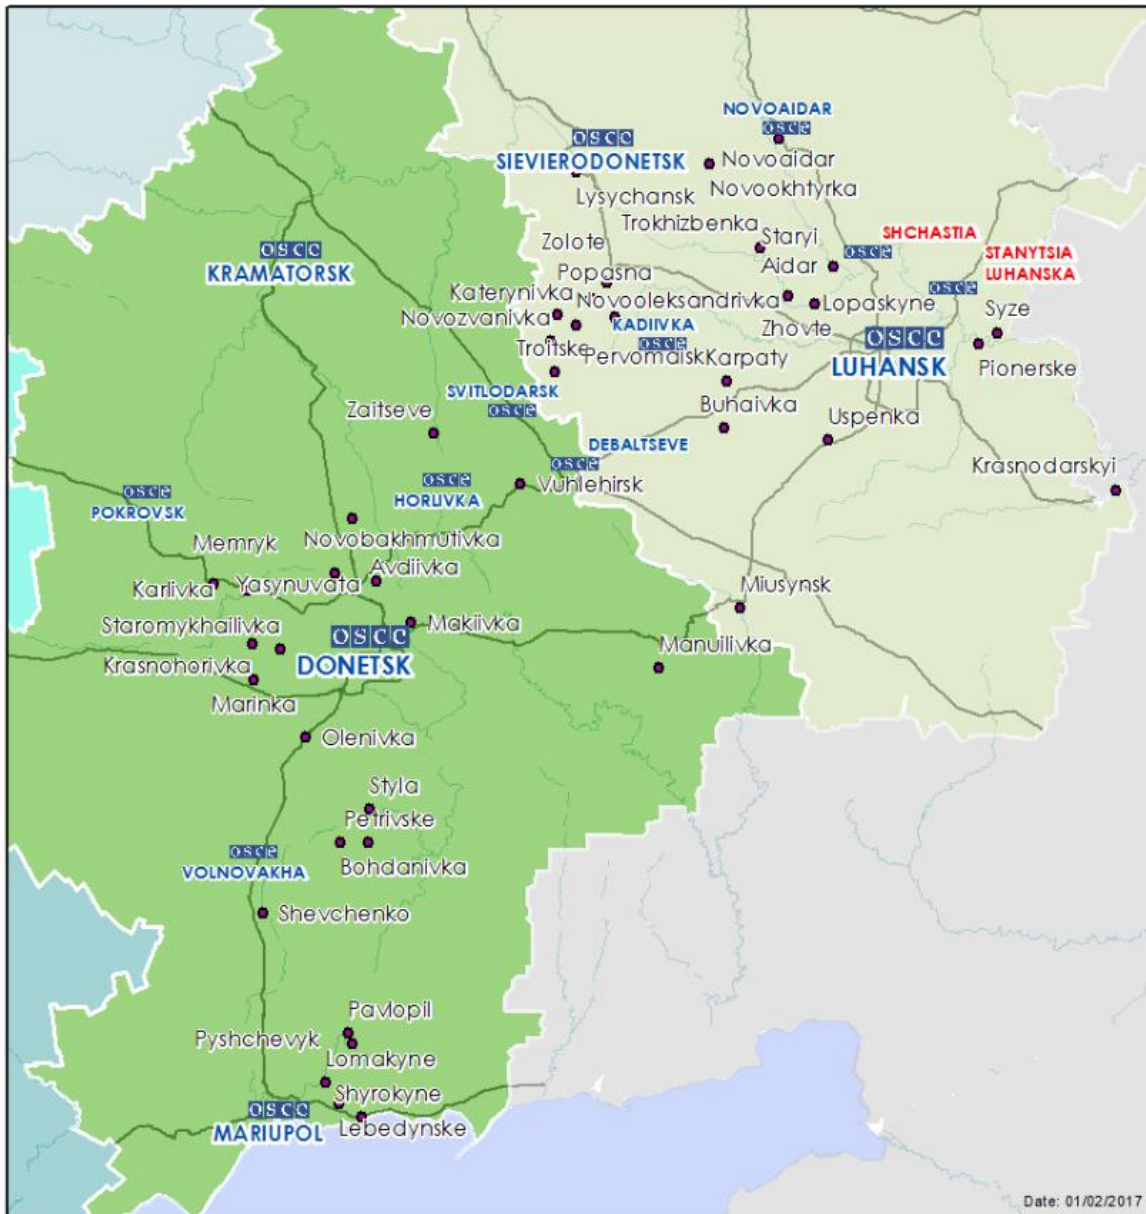 NOVOAIDAR
osce
osce
SIEVIERODONETSK
Novoaidar
Lysychansk
Novookhtyrka
Trokhizbenka
Staryi
Aidar
SHCHASTIA
osce
STANYTSIA
LUHANSKA
osce
Zolote
Popasna
osce
KRAMATORSK
Katerynivka
Novooleksandrivka
Lopaskyne
Syze
Novozvanivka
KADIIVKA
osce
Zhovte
Troitske
Pervomaisk
Karpaty
osce
LUHANSK
Pionerske
SVITLODARSK
osce
Zaitseve
Buhaivka
Uspenka
DEBALTSEVE
osce
Krasnodarskyi
osce
POKROVSK
osce
HORLIVKA
Vuhlehirsk
Memryk
Novobakhmutivka
Avdiivka
Karlivka
Yasynuvata
Miusynsk
Staromykhailivka
Makiivka
osce
DONETSK
Krasnohorivka
Manuilivka
Marinka
Olenivka
Styla
Petrivske
osce
VOLNOVAKHA
Bohdanivka
Shevchenko
Pavlopil
Pyshchevyk
Lomakyne
Shyrokyne
osce
MARIUPOL
Lebedynske
Date: 01/02/2017